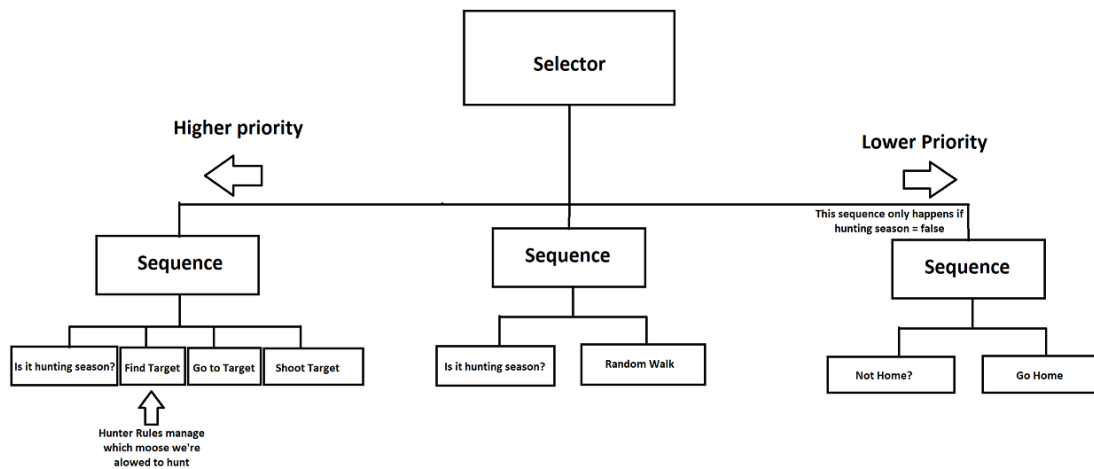 Selector
Higher priority
Lower Priority
This sequence only happens if
hunting season = false
Sequence
Sequence
Sequence
Is it hunting season?
Find Target
Go to Target
Shoot Target
Is it hunting season?
Random Walk
Not Home?
Go Home
Hunter Rules manage
which moose we're
alowed to hunt